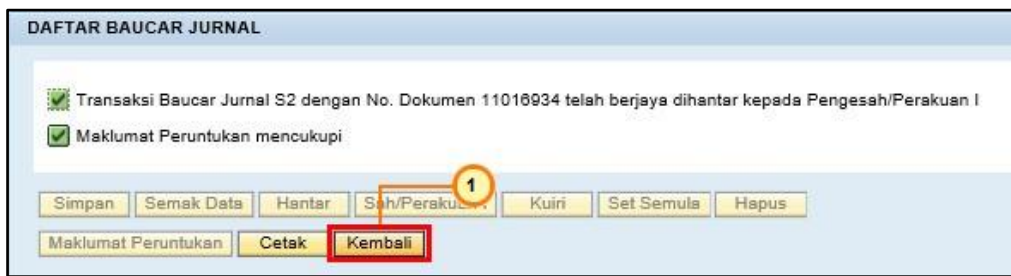 DAFTAR BAUCAR JURNAL
Transaksi Baucar Jurnal S2 dengan No. Dokumen 11016934 telah berjaya dihantar kepada Pengesah/Perakuan I
Maklumat Peruntukan mencukupi
1
Simpan Semak Data Hantar Kuiri Set Semula Hapus
Maklumat Peruntukan Cetak Kembali